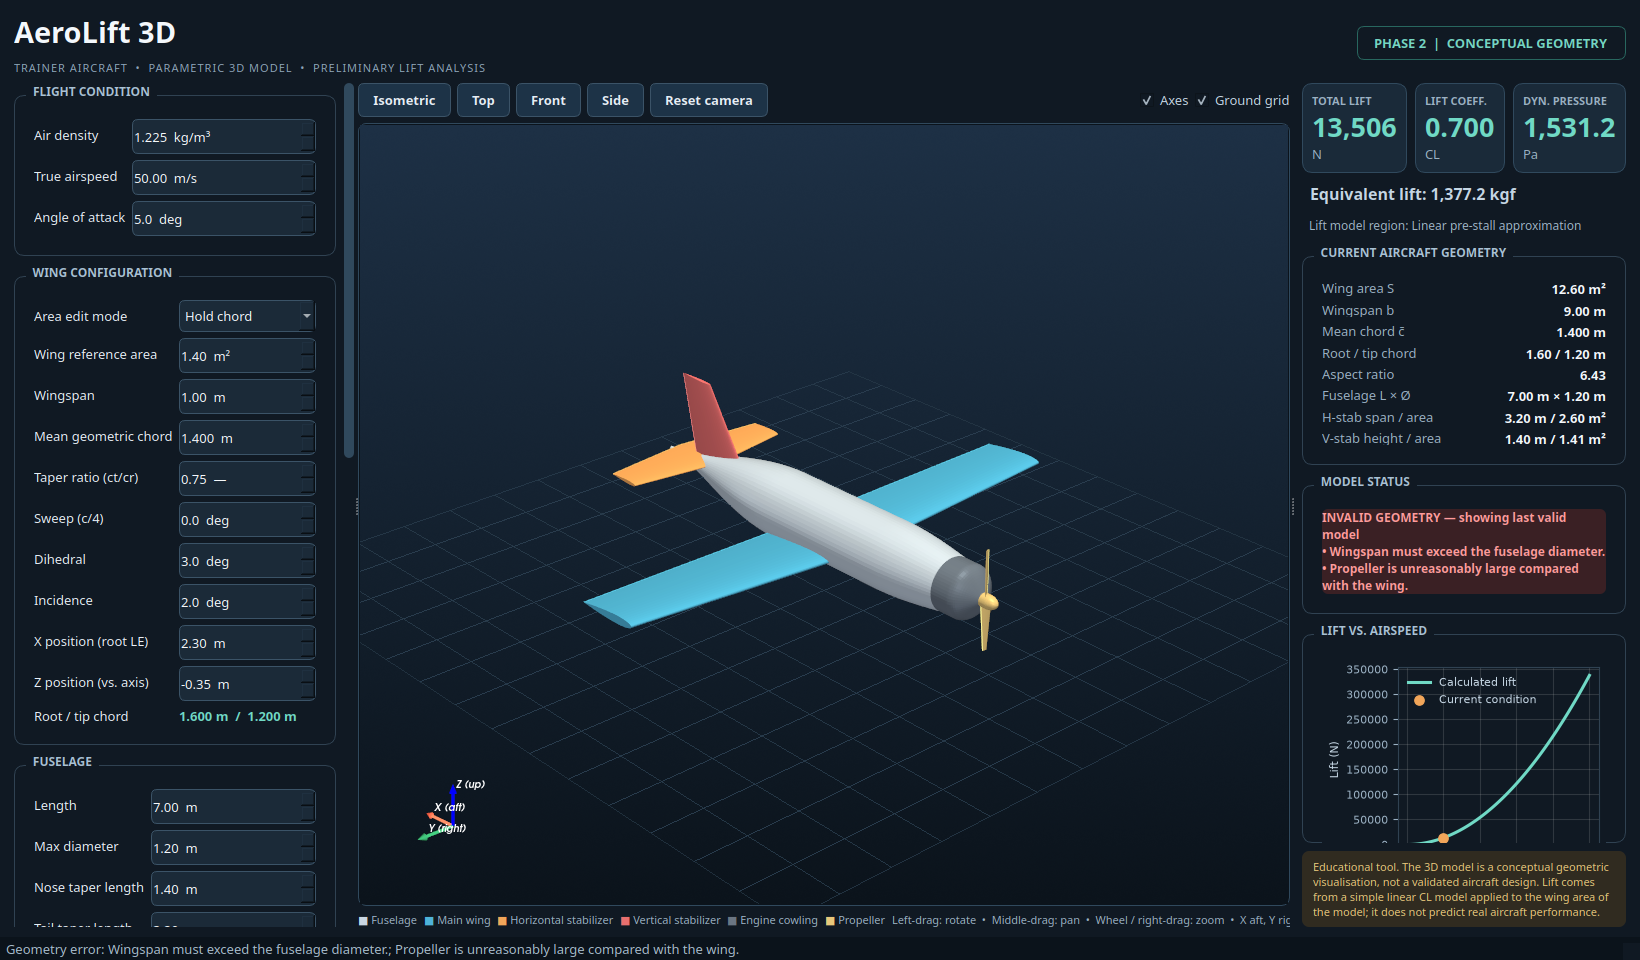 AeroLift 3D
TRAINER AIRCRAFT • PARAMETRIC 3D MODEL • PRELIMINARY LIFT ANALYSIS
PHASE 2 | CONCEPTUAL GEOMETRY
FLIGHT CONDITION
Air density 1.225 kg/m³
True airspeed 50.00 m/s
Angle of attack 5.0 deg
WING CONFIGURATION
Area edit mode Hold chord
Wing reference area 1.40 m²
Wingspan 1.00 m
Mean geometric chord 1.400 m
Taper ratio (ct/cr) 0.75 —
Sweep (c/4) 0.0 deg
Dihedral 3.0 deg
Incidence 2.0 deg
X position (root LE) 2.30 m
Z position (vs. axis) -0.35 m
Root / tip chord 1.600 m / 1.200 m
FUSELAGE
Length 7.00 m
Max diameter 1.20 m
Nose taper length 1.40 m
Tail taper length
Isometric Top Front Side Reset camera
✓ Axes ✓ Ground grid
Z (up)
X (aft)
Y (right)
Fuselage Main wing Horizontal stabilizer Vertical stabilizer Engine cowling Propeller Left-drag: rotate • Middle-drag: pan • Wheel / right-drag: zoom • X aft, Y rig
TOTAL LIFT
13,506
N
LIFT COEFF.
0.700
CL
DYN. PRESSURE
1,531.2
Pa
Equivalent lift: 1,377.2 kgf
Lift model region: Linear pre-stall approximation
CURRENT AIRCRAFT GEOMETRY
Wing area S 12.60 m²
Wingspan b 9.00 m
Mean chord c̄ 1.400 m
Root / tip chord 1.60 / 1.20 m
Aspect ratio 6.43
Fuselage L × Ø 7.00 m × 1.20 m
H-stab span / area 3.20 m / 2.60 m²
V-stab height / area 1.40 m / 1.41 m²
MODEL STATUS
INVALID GEOMETRY — showing last valid
model
• Wingspan must exceed the fuselage diameter.
• Propeller is unreasonably large compared
with the wing.
LIFT VS. AIRSPEED
Calculated lift
Current condition
Lift (N)
350000
300000
250000
200000
150000
100000
50000
0
Educational tool. The 3D model is a conceptual geometric
visualisation, not a validated aircraft design. Lift comes
from a simple linear CL model applied to the wing area of
the model; it does not predict real aircraft performance.
Geometry error: Wingspan must exceed the fuselage diameter.; Propeller is unreasonably large compared with the wing.